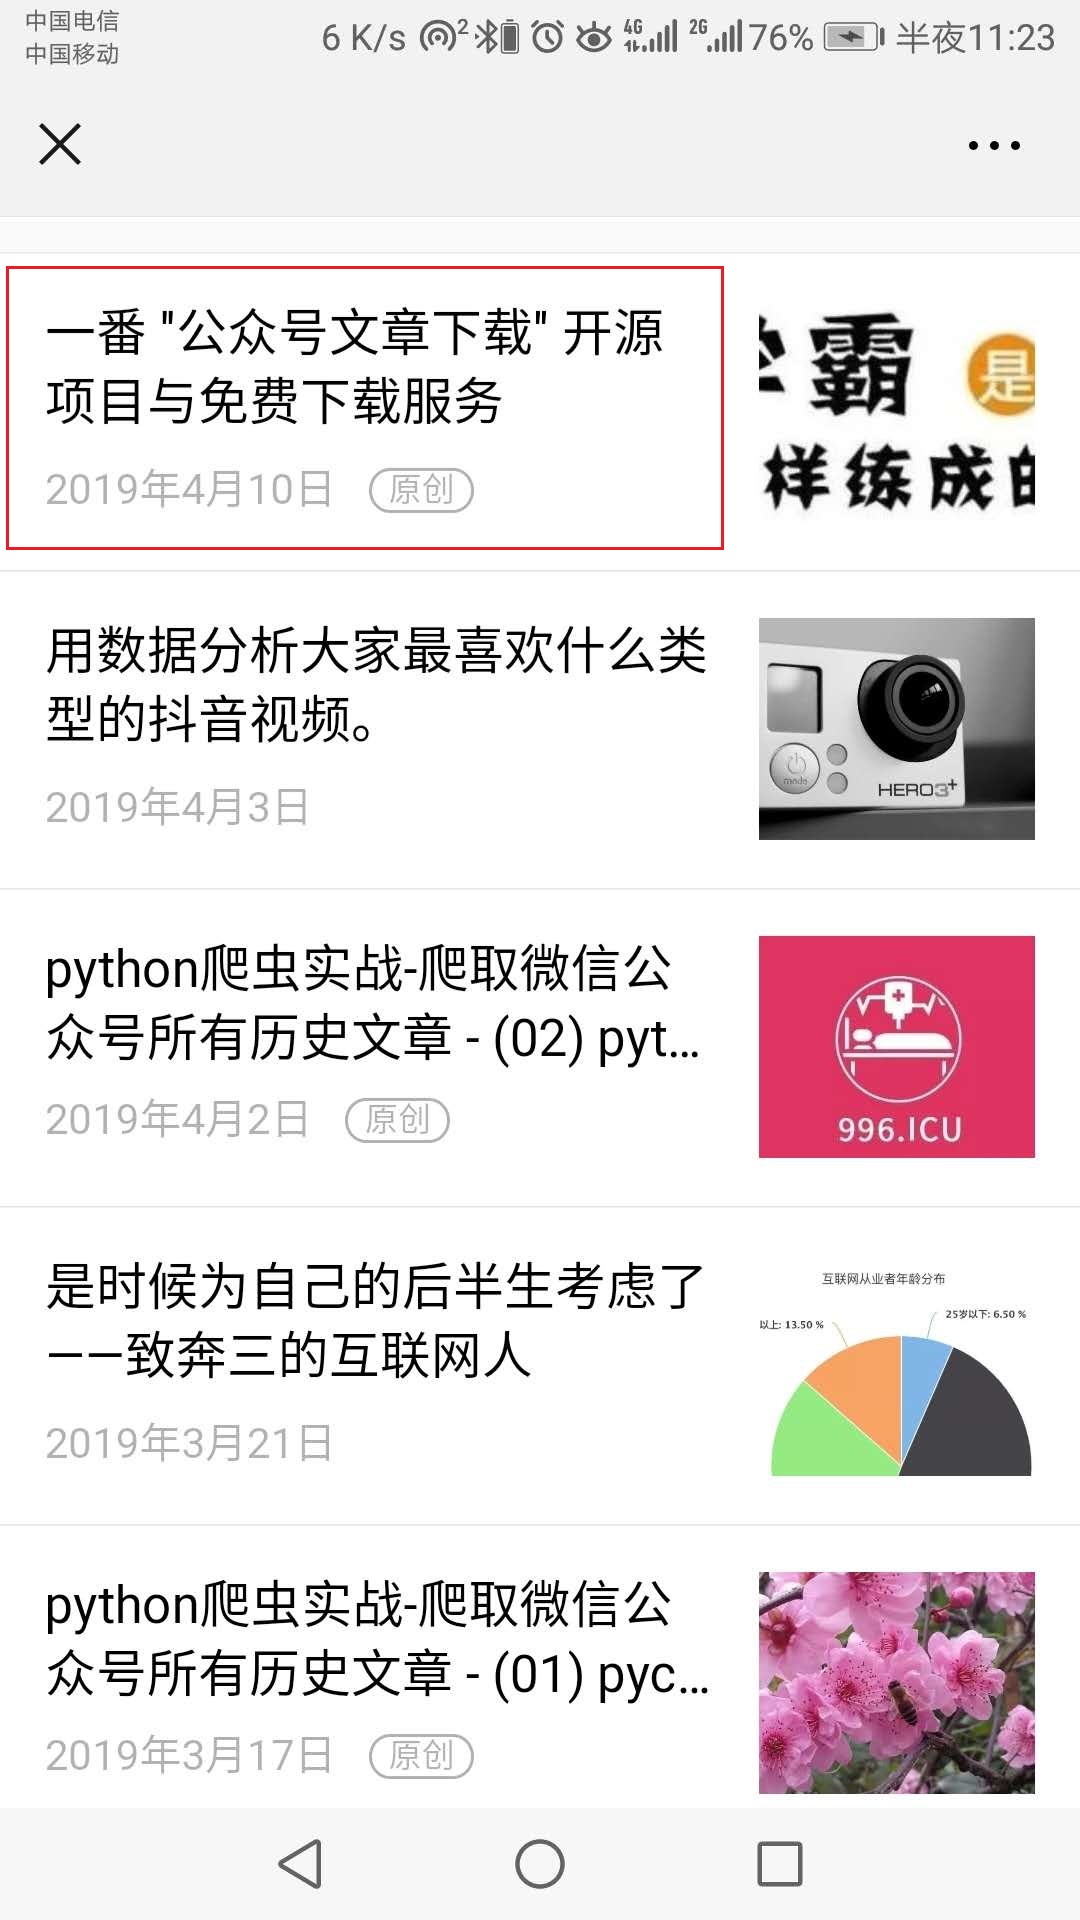 中国电信
中国移动
6 K/s 2 4G 2G 76% 半夜11:23
一番 "公众号文章下载" 开源
项目与免费下载服务
2019年4月10日 原创
霸 是
样练成的
用数据分析大家最喜欢什么类
型的抖音视频。
2019年4月3日
mode
HERO3+
python爬虫实战-爬取微信公
众号所有历史文章 - (02) pyt...
2019年4月2日 原创
996.ICU
是时候为自己的后半生考虑了
——致奔三的互联网人
2019年3月21日
互联网从业者年龄分布
25岁以下: 6.50 %
以上: 13.50 %
python爬虫实战-爬取微信公
众号所有历史文章 - (01) pyc...
2019年3月17日 原创